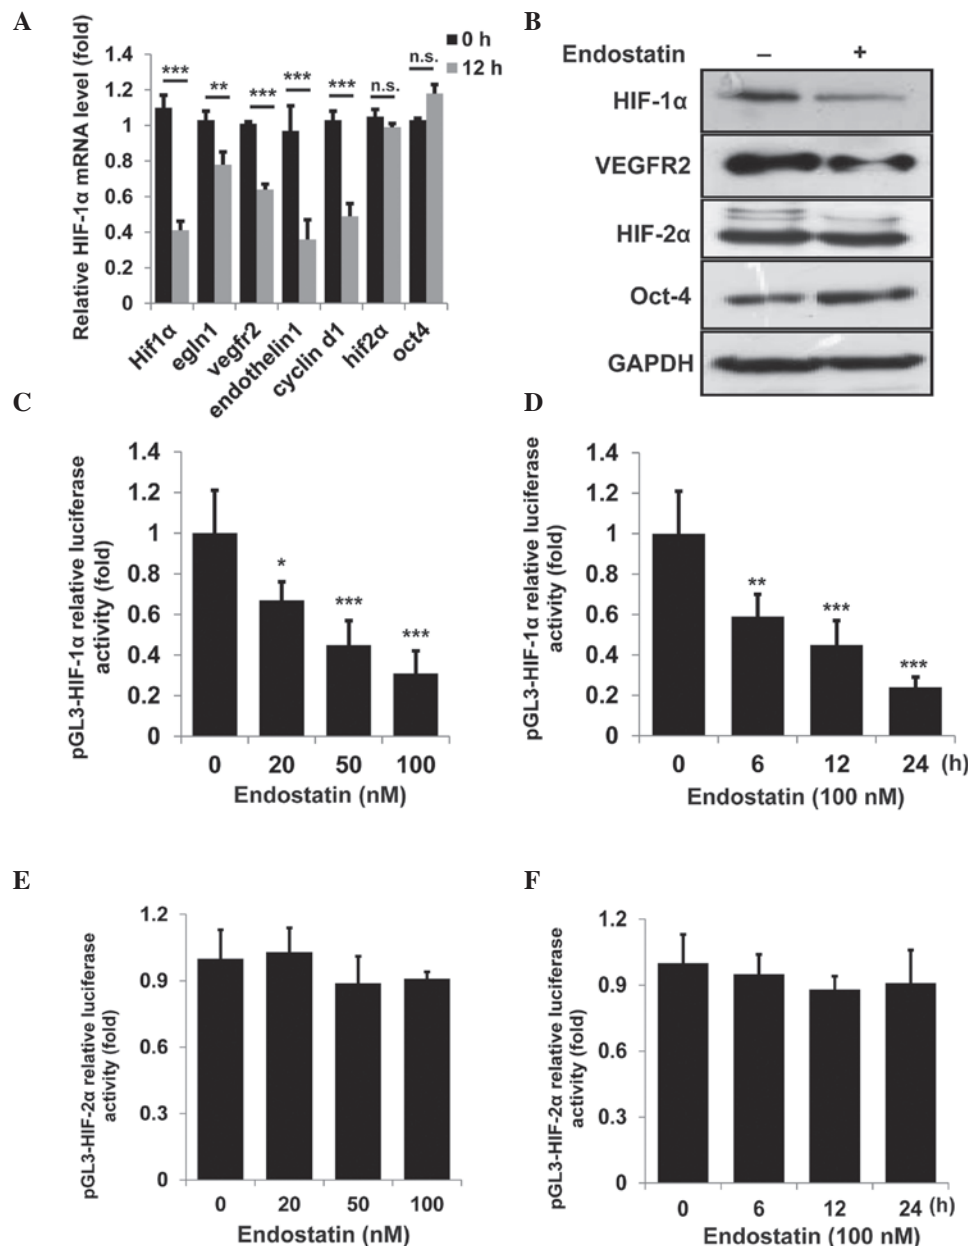 A
Relative HIF-1α mRNA level (fold)
0 h
12 h
1.4
1.2
1.0
0.8
0.6
0.4
0.2
0
***
**
***
***
***
n.s.
n.s.
Hif1α
egln1
vegfr2
endothelin1
cyclin d1
hif2α
oct4
B
Endostatin – +
HIF-1α
VEGFR2
HIF-2α
Oct-4
GAPDH
C
pGL3-HIF-1α relative luciferase
activity (fold)
1.4
1.2
1
0.8
0.6
0.4
0.2
0
*
***
***
0 20 50 100
Endostatin (nM)
D
pGL3-HIF-1α relative luciferase
activity (fold)
1.4
1.2
1
0.8
0.6
0.4
0.2
0
**
***
***
0 6 12 24 (h)
Endostatin (100 nM)
E
pGL3-HIF-2α relative luciferase
activity (fold)
1.2
0.9
0.6
0.3
0
0 20 50 100
Endostatin (nM)
F
pGL3-HIF-2α relative luciferase
activity (fold)
1.2
0.9
0.6
0.3
0
0 6 12 24 (h)
Endostatin (100 nM)